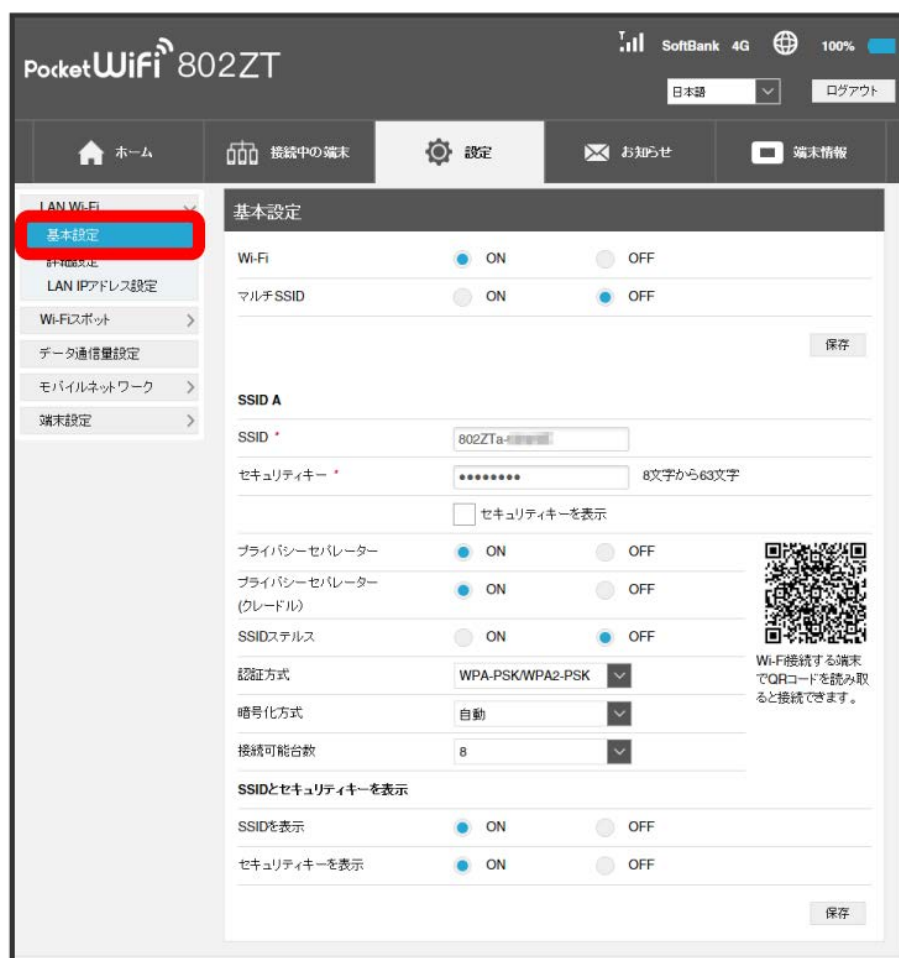 PocketWiFi 802ZT
SoftBank 4G 100%
日本語 ログアウト
ホーム 接続中の端末 設定 お知らせ 端末情報
LAN Wi-Fi
基本設定
詳細設定
LAN IPアドレス設定
Wi-Fiスポット
データ通信量設定
モバイルネットワーク
端末設定
基本設定
Wi-Fi ON OFF
マルチSSID ON OFF
保存
SSID A
SSID * 802ZTa-
セキュリティキー * ●●●●●●●● 8文字から63文字
セキュリティキーを表示
プライバシーセパレーター ON OFF
プライバシーセパレーター
(クレードル) ON OFF
SSIDステルス ON OFF
認証方式 WPA-PSK/WPA2-PSK
暗号化方式 自動
接続可能台数 8
Wi-Fi接続する端末
でQRコードを読み取
ると接続できます。
SSIDとセキュリティキーを表示
SSIDを表示 ON OFF
セキュリティキーを表示 ON OFF
保存